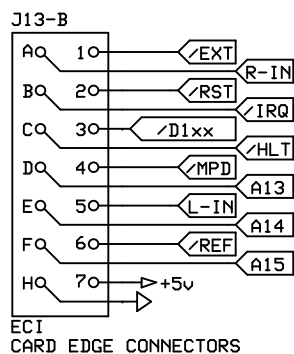 J13-B
A 1 /EXT
R-IN
B 2 /RST
/IRQ
C 3 /D1xx
/HLT
D 4 /MPD
A13
E 5 L-IN
A14
F 6 /REF
A15
H 7 +5v
ECI
CARD EDGE CONNECTORS